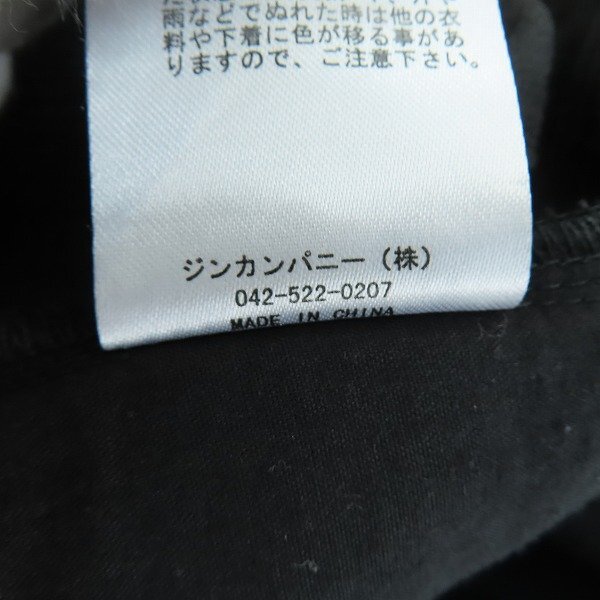 雨などでぬれた時は他の衣
料や下着に色が移る事があ
りますので、ご注意下さい。
ジンカンパニー（株）
042-522-0207
MADE IN CHINA